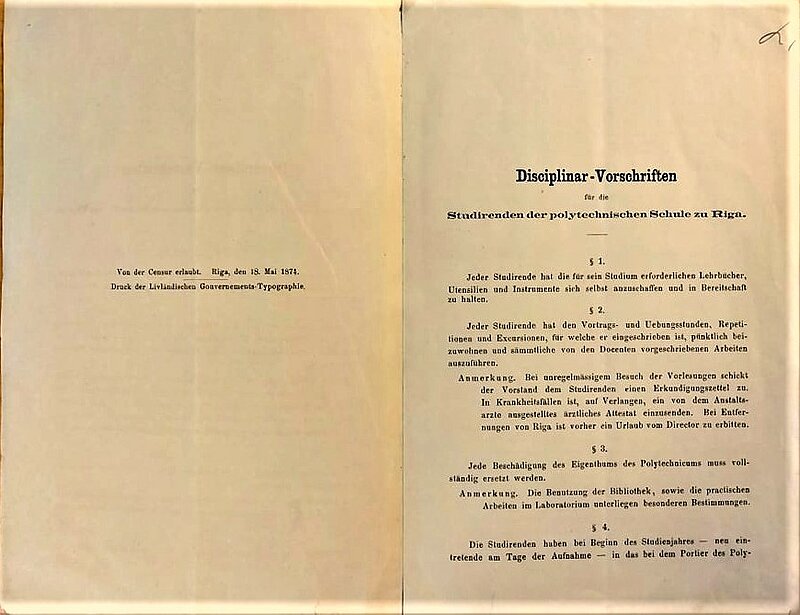 Von der Censur erlaubt. Riga, den 18. Mai 1874.
Druck der Livländischen Gouvernements-Typographie.
Disciplinar-Vorschriften
für die
Studirenden der polytechnischen Schule zu Riga.
§ 1.
Jeder Studirende hat die für sein Studium erforderlichen Lehrbücher,
Utensilien und Instrumente sich selbst anzuschaffen und in Bereitschaft
zu halten.
§ 2.
Jeder Studirende hat den Vortrags- und Uebungsstunden, Repeti-
tionen und Excursionen, für welche er eingeschrieben ist, pünktlich bei-
zuwohnen und sämmtliche von den Docenten vorgeschriebenen Arbeiten
auszuführen.
Anmerkung. Bei unregelmässigem Besuch der Vorlesungen schickt
der Vorstand dem Studirenden einen Erkundigungszettel zu.
In Krankheitsfällen ist, auf Verlangen, ein von dem Anstalts-
arzte ausgestelltes ärztliches Attestat einzusenden. Bei Entfer-
nungen von Riga ist vorher ein Urlaub vom Director zu erbitten.
§ 3.
Jede Beschädigung des Eigenthums des Polytechnicums muss voll-
ständig ersetzt werden.
Anmerkung. Die Benutzung der Bibliothek, sowie die practischen
Arbeiten im Laboratorium unterliegen besonderen Bestimmungen.
§ 4.
Die Studirenden haben bei Beginn des Studienjahres — neu ein-
tretende am Tage der Aufnahme — in das bei dem Portier des Poly-